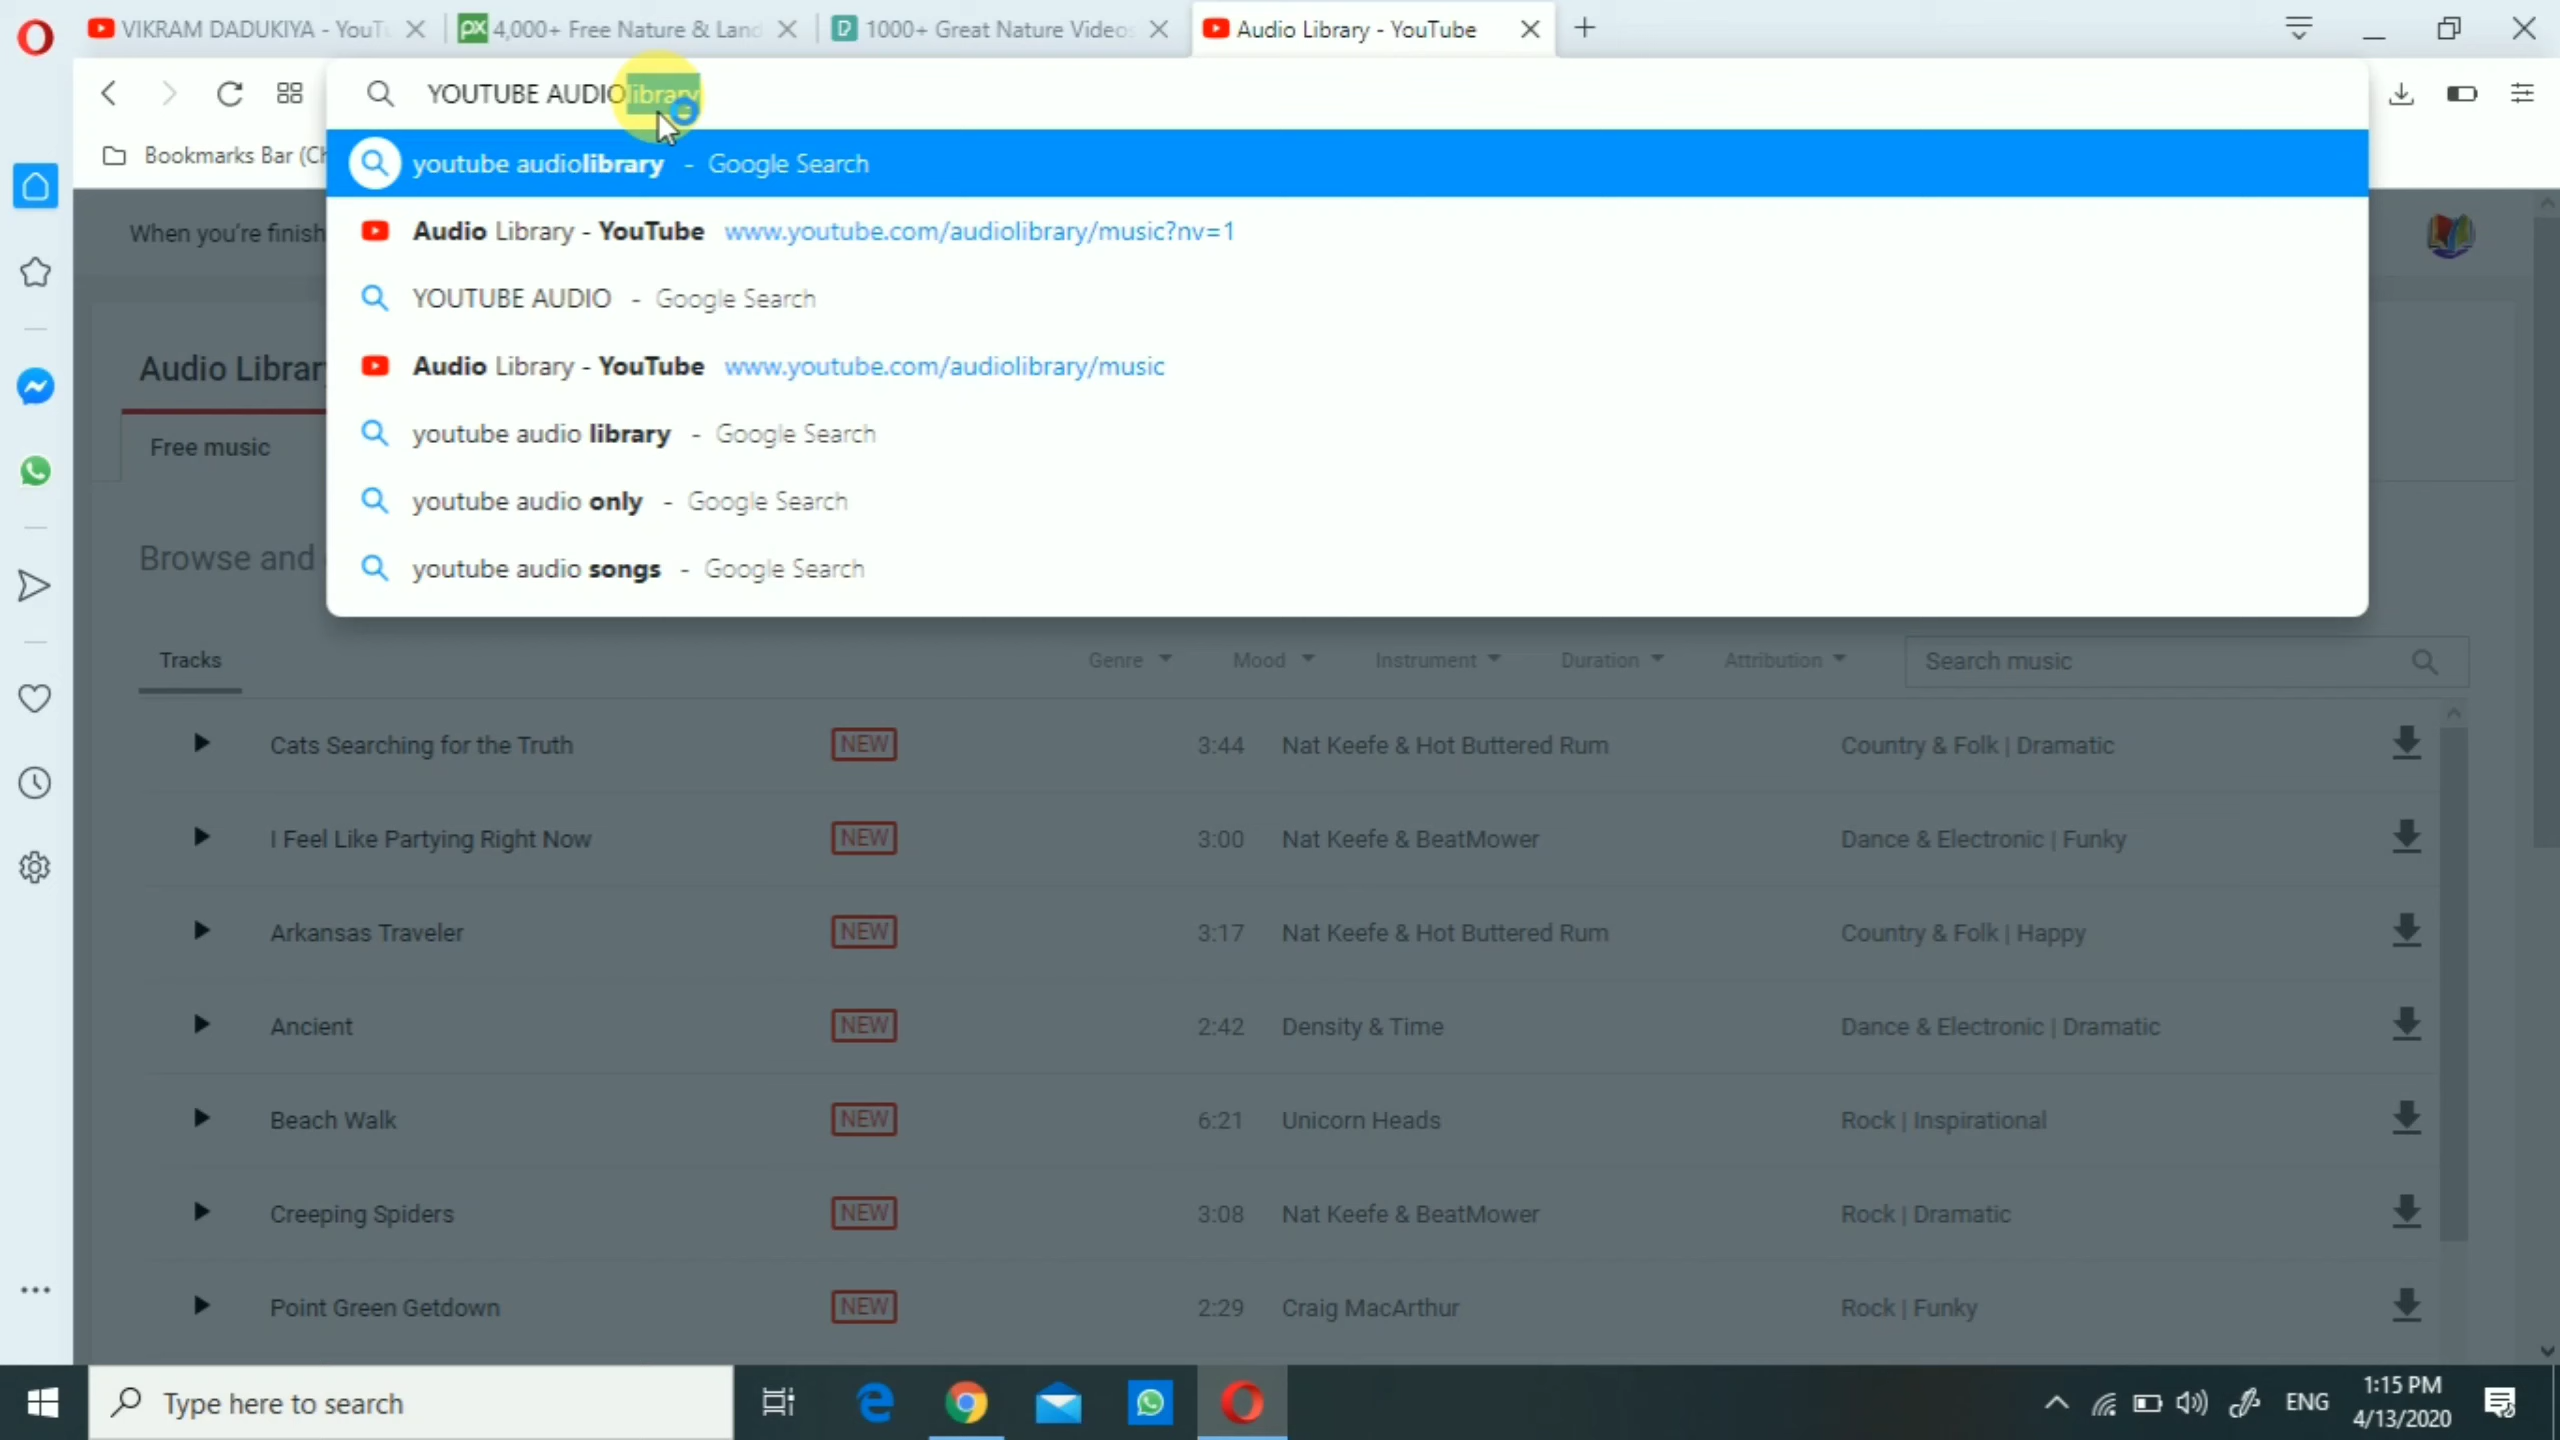 VIKRAM DADUKIYA - YouTu
4,000+ Free Nature & Land
1000+ Great Nature Videos
Audio Library - YouTube
YOUTUBE AUDIOlibrary
Bookmarks Bar (Ch
youtube audiolibrary - Google Search
Audio Library - YouTube www.youtube.com/audiolibrary/music?nv=1
YOUTUBE AUDIO - Google Search
Audio Library - YouTube www.youtube.com/audiolibrary/music
youtube audio library - Google Search
youtube audio only - Google Search
youtube audio songs - Google Search
When you're finish
Audio Library
Free music
Browse and
Tracks Genre Mood Instrument Duration Attribution Search music
Cats Searching for the Truth NEW 3:44 Nat Keefe & Hot Buttered Rum Country & Folk | Dramatic
I Feel Like Partying Right Now NEW 3:00 Nat Keefe & BeatMower Dance & Electronic | Funky
Arkansas Traveler NEW 3:17 Nat Keefe & Hot Buttered Rum Country & Folk | Happy
Ancient NEW 2:42 Density & Time Dance & Electronic | Dramatic
Beach Walk NEW 6:21 Unicorn Heads Rock | Inspirational
Creeping Spiders NEW 3:08 Nat Keefe & BeatMower Rock | Dramatic
Point Green Getdown NEW 2:29 Craig MacArthur Rock | Funky
Type here to search
ENG
1:15 PM
4/13/2020